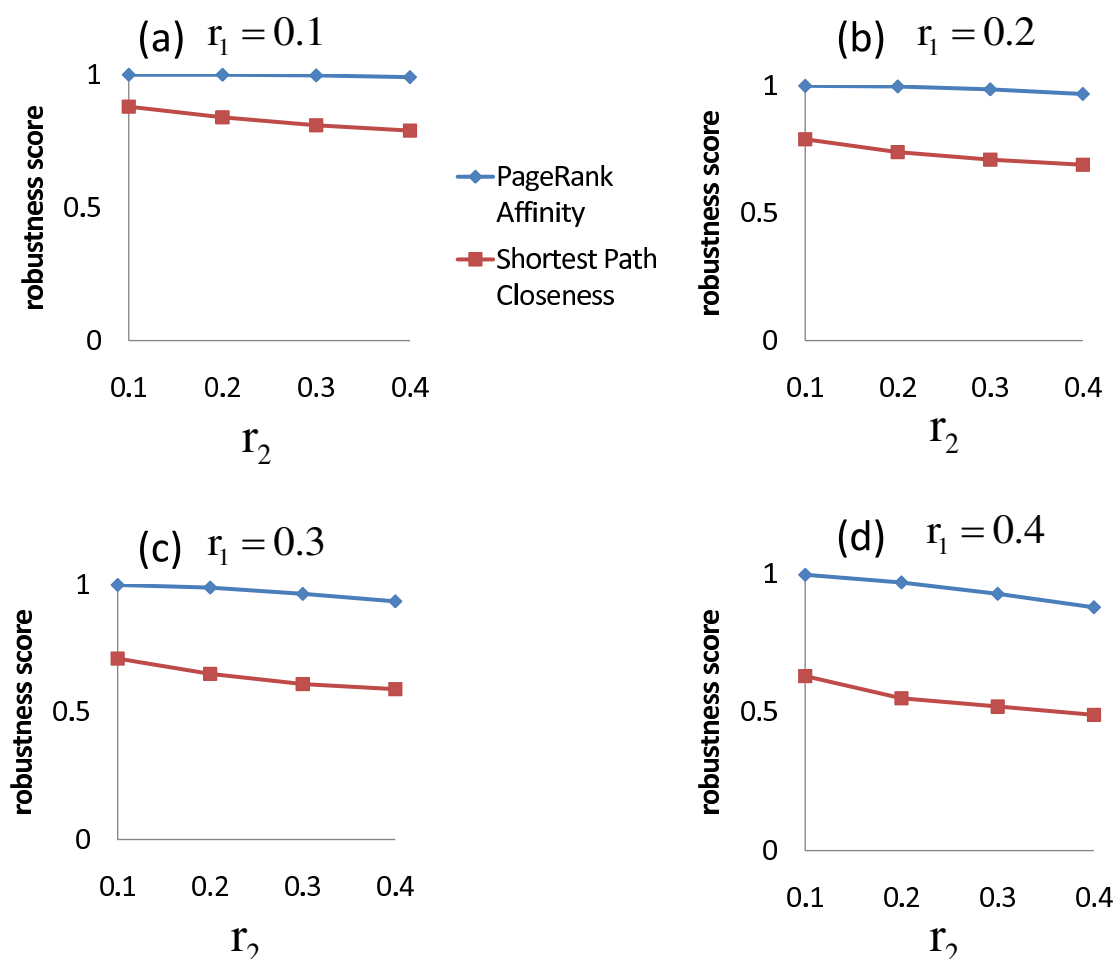 (a) r₁ = 0.1
1
0.5
0
robustness score
0.1 0.2 0.3 0.4
r₂
PageRank
Affinity
Shortest Path
Closeness
(b) r₁ = 0.2
1
0.5
0
robustness score
0.1 0.2 0.3 0.4
r₂
(c) r₁ = 0.3
1
0.5
0
robustness score
0.1 0.2 0.3 0.4
r₂
(d) r₁ = 0.4
1
0.5
0
robustness score
0.1 0.2 0.3 0.4
r₂